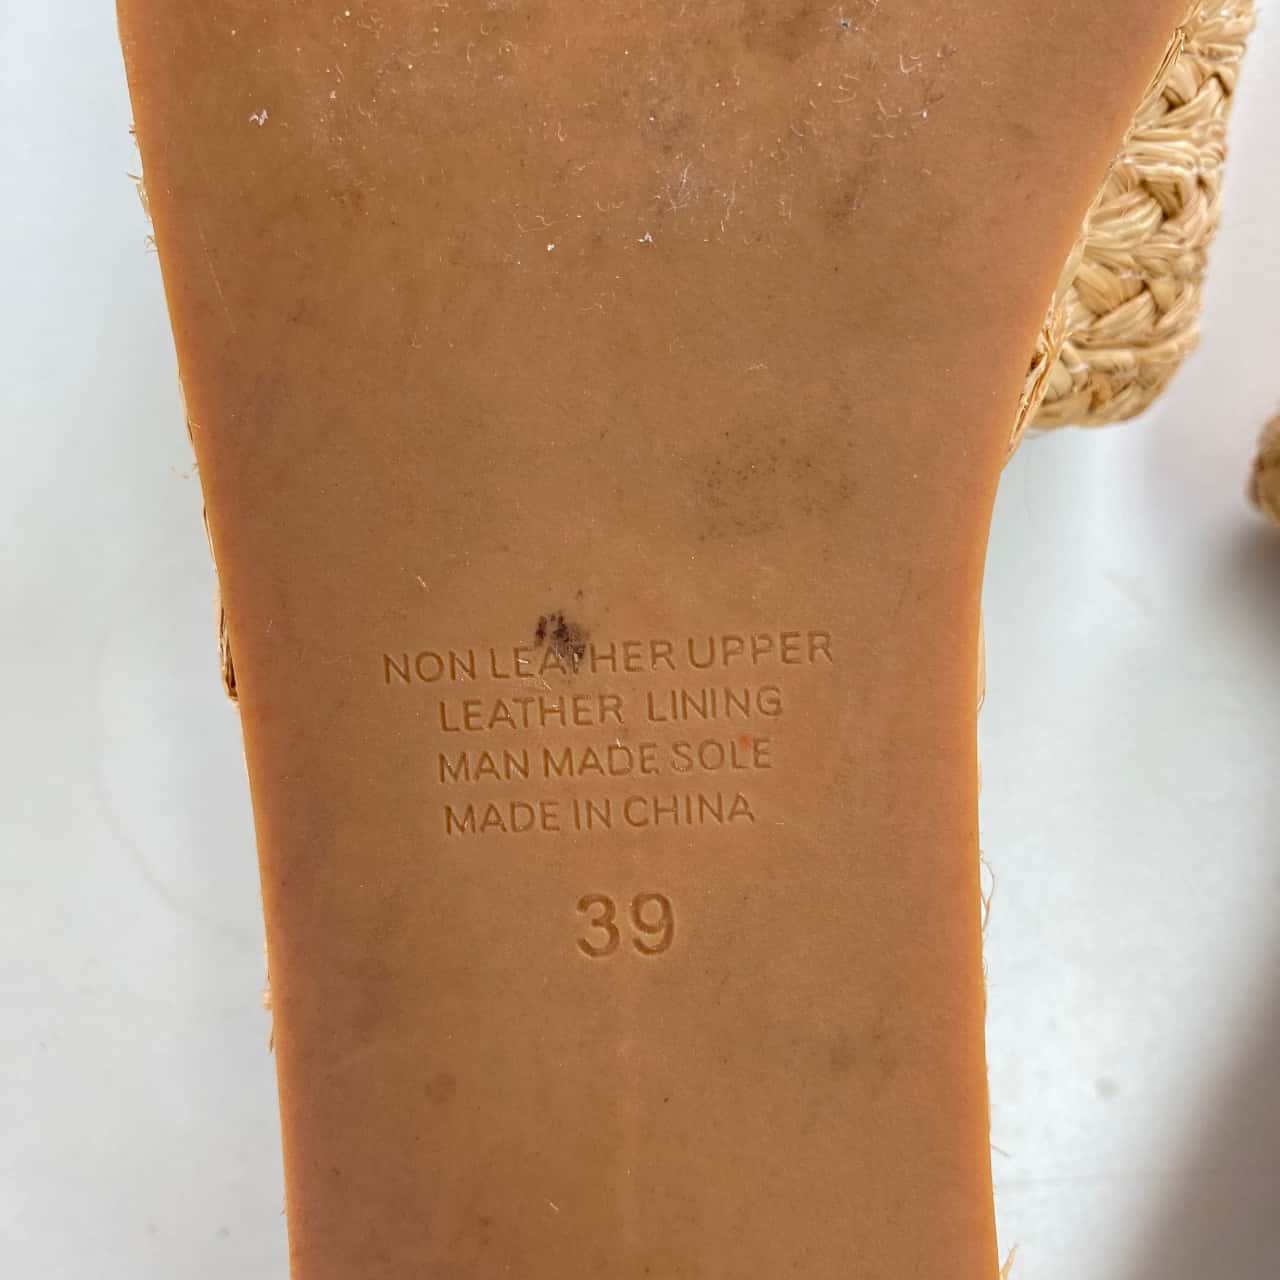 NON LEATHER UPPER
LEATHER LINING
MAN MADE SOLE
MADE IN CHINA
39